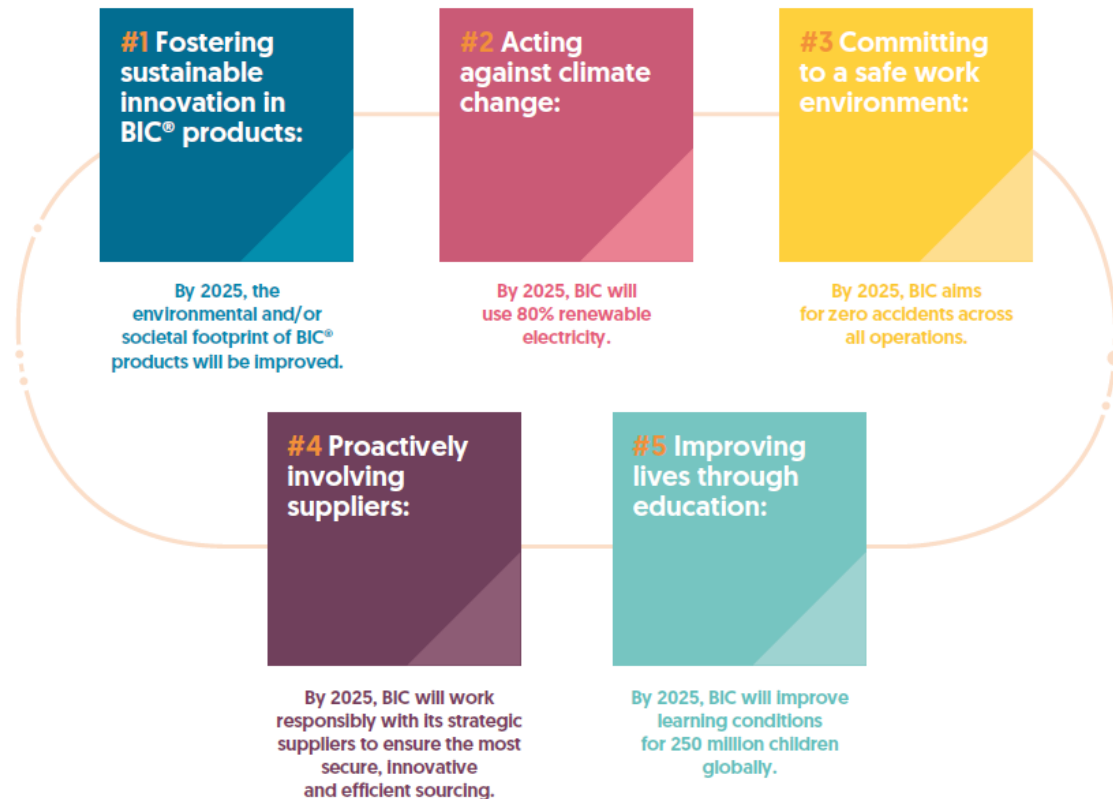 #1 Fostering
sustainable
innovation in
BIC® products:
By 2025, the
environmental and/or
societal footprint of BIC®
products will be improved.
#2 Acting
against climate
change:
By 2025, BIC will
use 80% renewable
electricity.
#3 Committing
to a safe work
environment:
By 2025, BIC aims
for zero accidents across
all operations.
#4 Proactively
involving
suppliers:
By 2025, BIC will work
responsibly with its strategic
suppliers to ensure the most
secure, innovative
and efficient sourcing.
#5 Improving
lives through
education:
By 2025, BIC will improve
learning conditions
for 250 million children
globally.